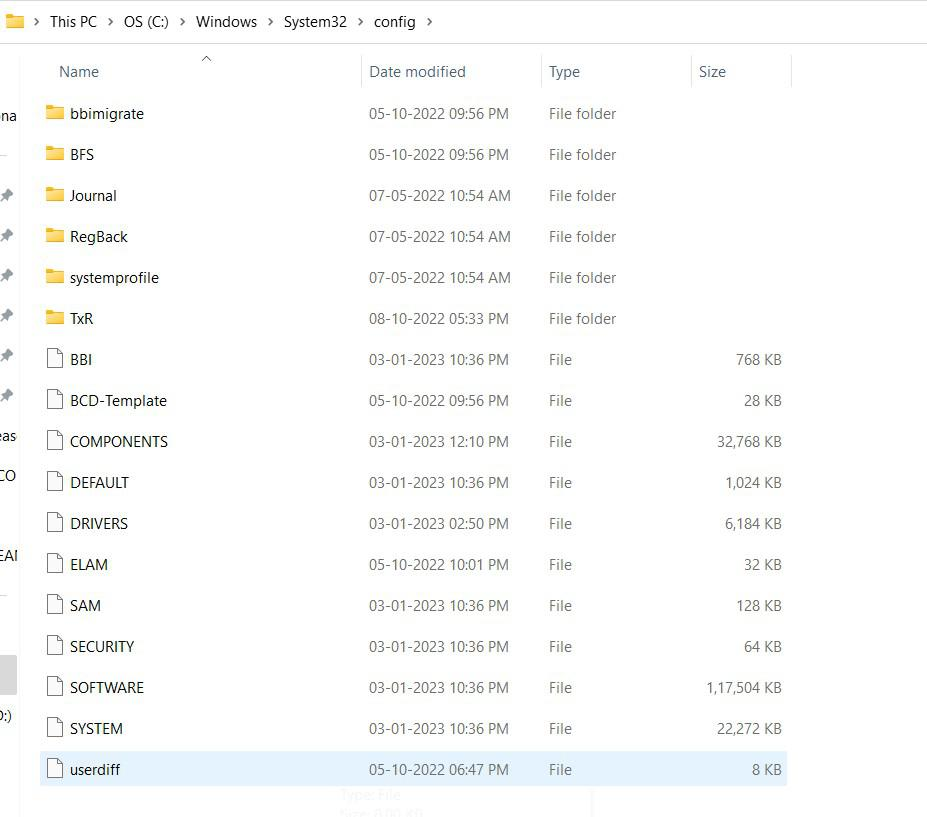 This PC > OS (C:) > Windows > System32 > config >
Name Date modified Type Size
bbimigrate 05-10-2022 09:56 PM File folder
BFS 05-10-2022 09:56 PM File folder
Journal 07-05-2022 10:54 AM File folder
RegBack 07-05-2022 10:54 AM File folder
systemprofile 07-05-2022 10:54 AM File folder
TxR 08-10-2022 05:33 PM File folder
BBI 03-01-2023 10:36 PM File 768 KB
BCD-Template 05-10-2022 09:56 PM File 28 KB
COMPONENTS 03-01-2023 12:10 PM File 32,768 KB
DEFAULT 03-01-2023 10:36 PM File 1,024 KB
DRIVERS 03-01-2023 02:50 PM File 6,184 KB
ELAM 05-10-2022 10:01 PM File 32 KB
SAM 03-01-2023 10:36 PM File 128 KB
SECURITY 03-01-2023 10:36 PM File 64 KB
SOFTWARE 03-01-2023 10:36 PM File 1,17,504 KB
SYSTEM 03-01-2023 10:36 PM File 22,272 KB
userdiff 05-10-2022 06:47 PM File 8 KB
Type: File